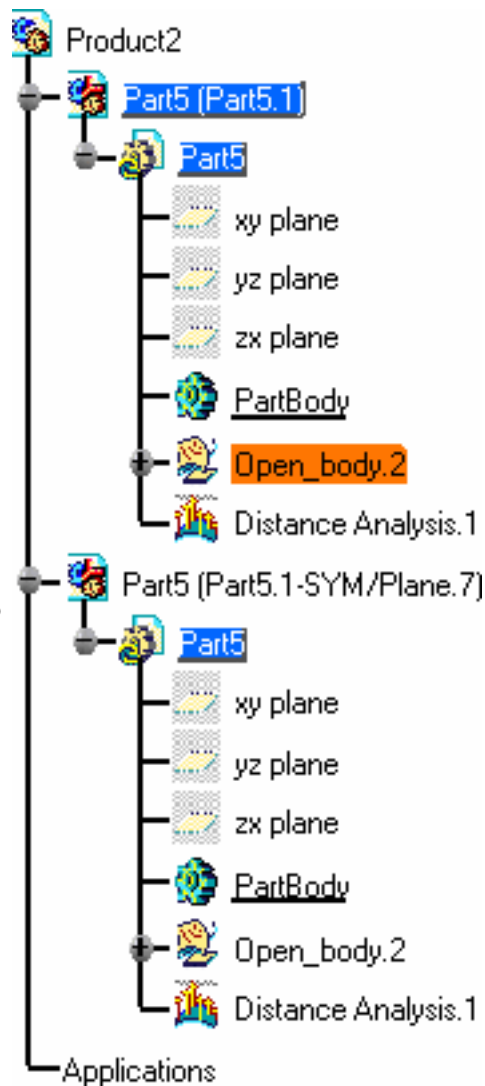 Product2
Part5 (Part5.1)
Part5
xy plane
yz plane
zx plane
PartBody
Open_body.2
Distance Analysis.1
Part5 (Part5.1-SYM/Plane.7)
Part5
xy plane
yz plane
zx plane
PartBody
Open_body.2
Distance Analysis.1
Applications